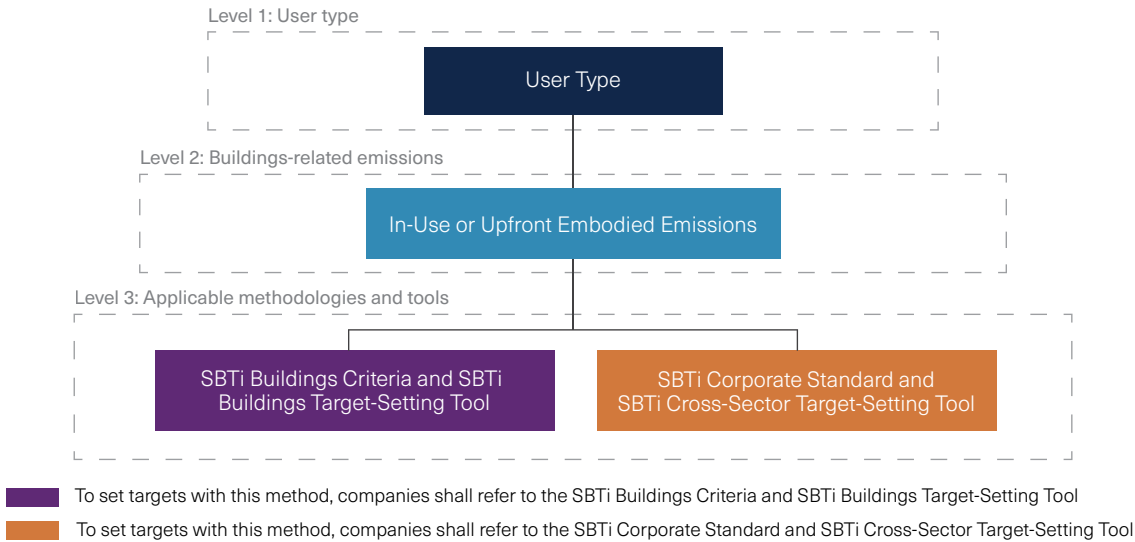 Level 1: User type
User Type
Level 2: Buildings-related emissions
In-Use or Upfront Embodied Emissions
Level 3: Applicable methodologies and tools
SBTi Buildings Criteria and SBTi
Buildings Target-Setting Tool
SBTi Corporate Standard and
SBTi Cross-Sector Target-Setting Tool
To set targets with this method, companies shall refer to the SBTi Buildings Criteria and SBTi Buildings Target-Setting Tool
To set targets with this method, companies shall refer to the SBTi Corporate Standard and SBTi Cross-Sector Target-Setting Tool